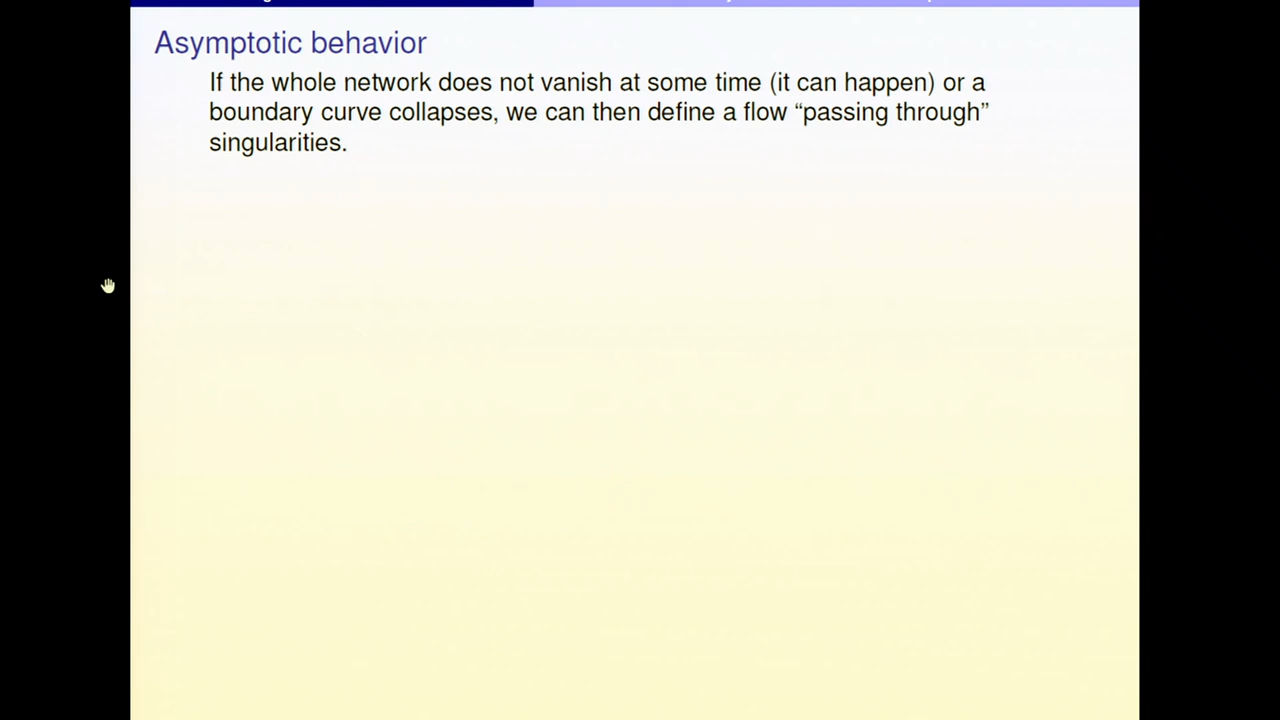 Asymptotic behavior
If the whole network does not vanish at some time (it can happen) or a
boundary curve collapses, we can then define a flow “passing through”
singularities.